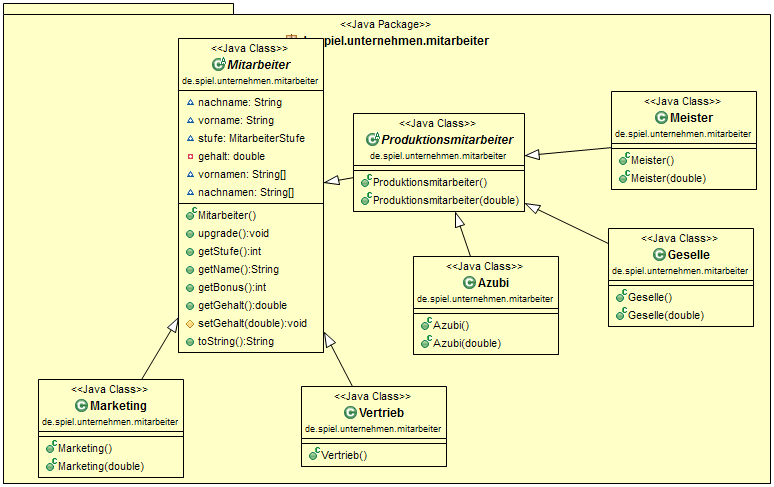 <<Java Package>>
spiel.unternehmen.mitarbeiter
<<Java Class>>
Mitarbeiter
de.spiel.unternehmen.mitarbeiter
nachname: String
vorname: String
stufe: MitarbeiterStufe
gehalt: double
vornamen: String[]
nachnamen: String[]
Mitarbeiter()
upgrade():void
getStufe():int
getName():String
getBonus():int
getGehalt():double
setGehalt(double):void
toString():String
<<Java Class>>
Produktionsmitarbeiter
de.spiel.unternehmen.mitarbeiter
Produktionsmitarbeiter()
Produktionsmitarbeiter(double)
<<Java Class>>
Meister
de.spiel.unternehmen.mitarbeiter
Meister()
Meister(double)
<<Java Class>>
Geselle
de.spiel.unternehmen.mitarbeiter
Geselle()
Geselle(double)
<<Java Class>>
Azubi
de.spiel.unternehmen.mitarbeiter
Azubi()
Azubi(double)
<<Java Class>>
Marketing
de.spiel.unternehmen.mitarbeiter
Marketing()
Marketing(double)
<<Java Class>>
Vertrieb
de.spiel.unternehmen.mitarbeiter
Vertrieb()